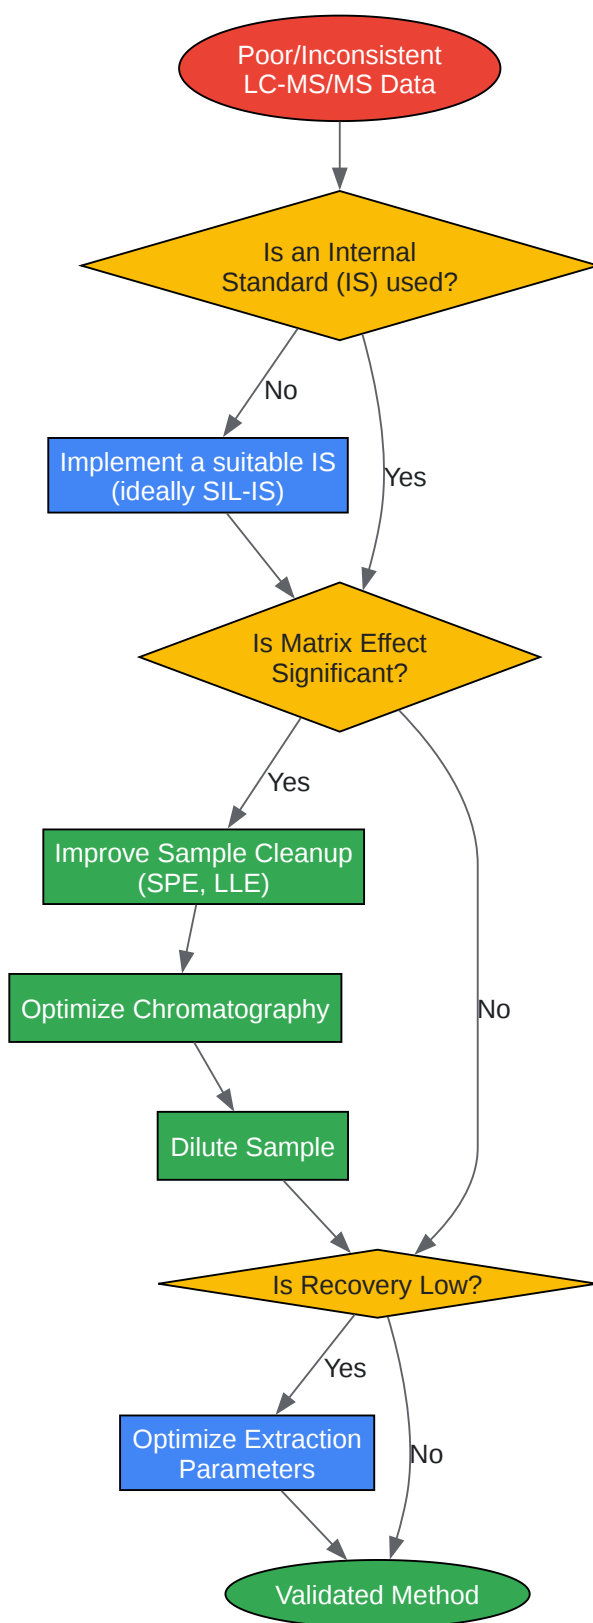 Poor/Inconsistent
LC-MS/MS Data
Is an Internal
Standard (IS) used?
No
Implement a suitable IS
(ideally SIL-IS)
Yes
Is Matrix Effect
Significant?
Yes
Improve Sample Cleanup
(SPE, LLE)
Optimize Chromatography
No
Dilute Sample
Is Recovery Low?
Yes
Optimize Extraction
Parameters
No
Validated Method